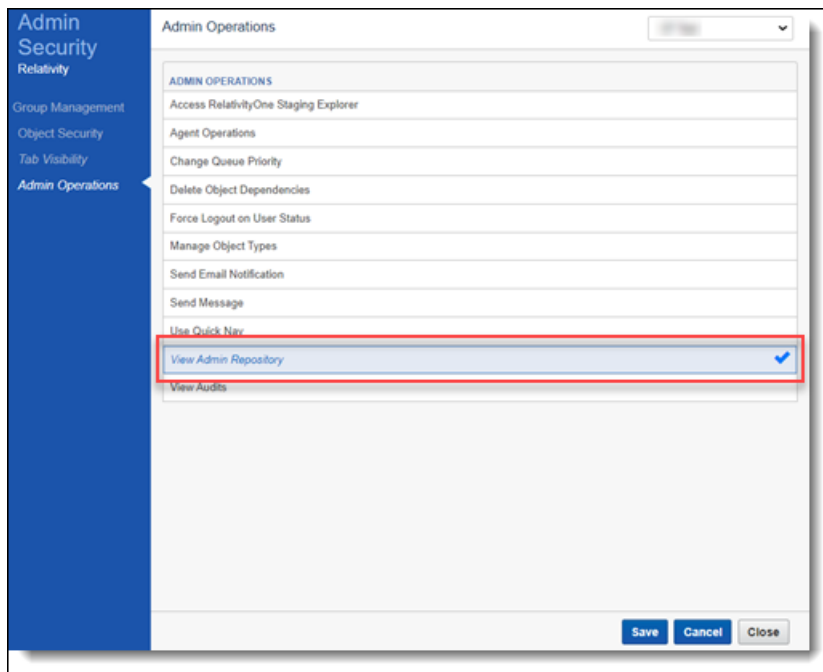 Admin
Security
Relativity
Group Management
Object Security
Tab Visibility
Admin Operations
Admin Operations
ADMIN OPERATIONS
Access RelativityOne Staging Explorer
Agent Operations
Change Queue Priority
Delete Object Dependencies
Force Logout on User Status
Manage Object Types
Send Email Notification
Send Message
Use Quick Nav
View Admin Repository
View Audits
Save Cancel Close